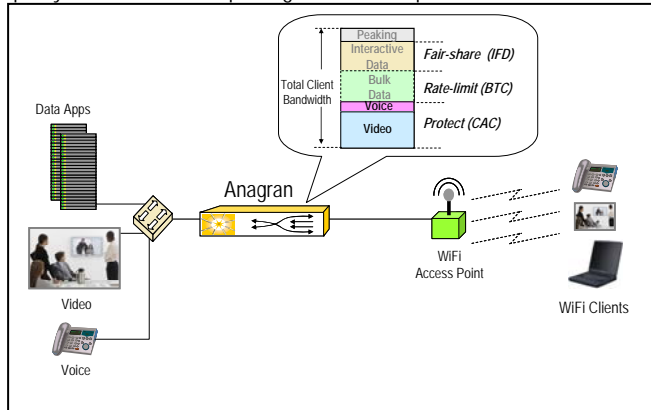 Peaking
Interactive
Data
Bulk
Data
Voice
Video
Total Client
Bandwidth
Fair-share (IFD)
Rate-limit (BTC)
Protect (CAC)
Data Apps
Anagran
Video
Voice
WiFi
Access Point
WiFi Clients